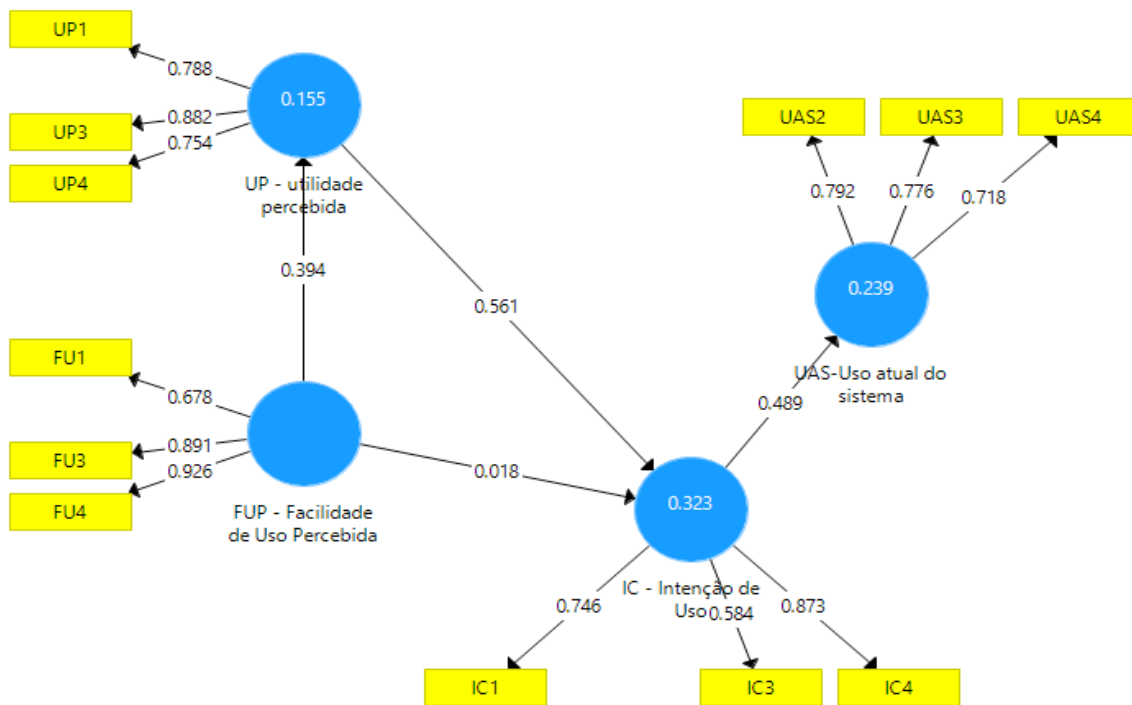 UP1
0.788
0.155
UP3
0.882
UP4
0.754
UP - utilidade
percebida
UAS2
UAS3
UAS4
0.792
0.776
0.718
0.394
0.561
0.239
UAS-Uso atual do
sistema
FU1
0.678
FU3
0.891
FU4
0.926
FUP - Facilidade
de Uso Percebida
0.018
0.489
0.323
IC - Intenção de
Uso
0.746
0.584
0.873
IC1
IC3
IC4